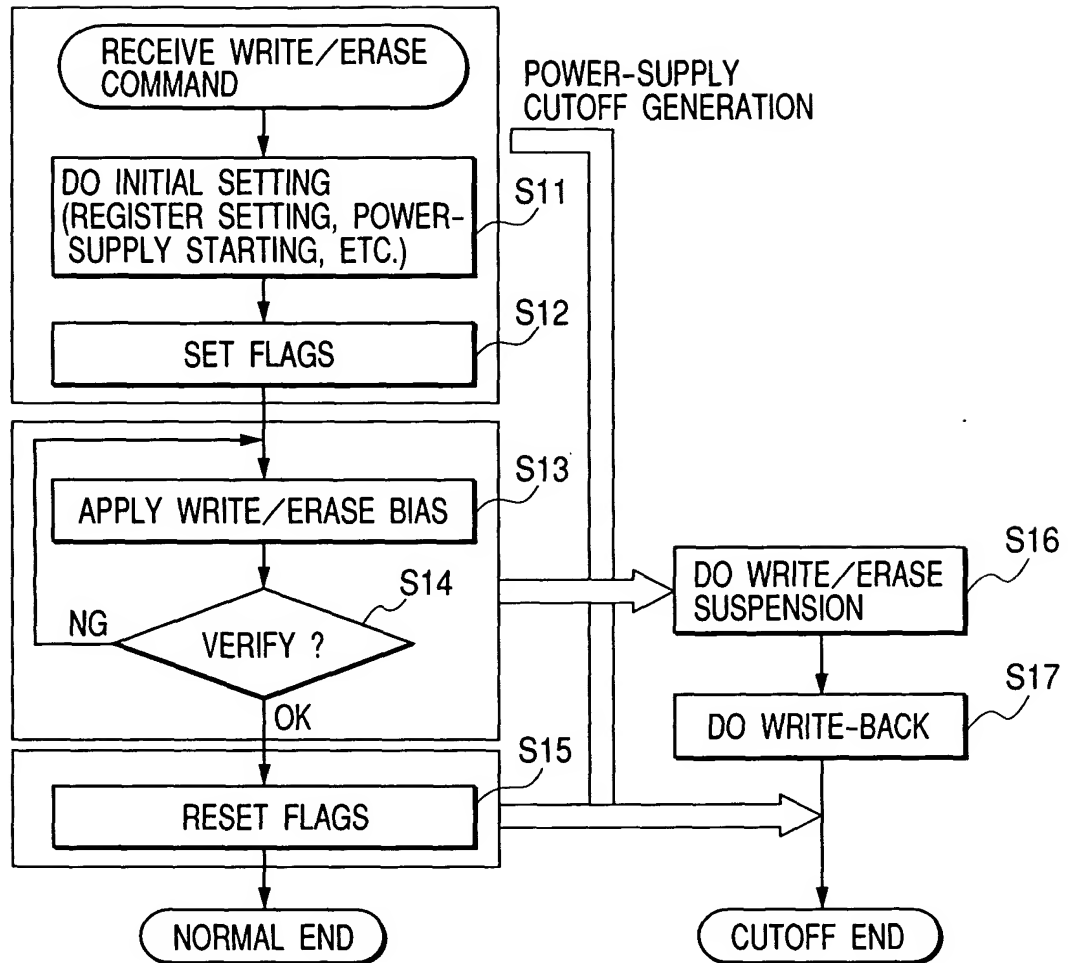 RECEIVE WRITE/ERASE
COMMAND
POWER-SUPPLY
CUTOFF GENERATION
DO INITIAL SETTING
(REGISTER SETTING, POWER-
SUPPLY STARTING, ETC.)
S11
SET FLAGS
S12
APPLY WRITE/ERASE BIAS
S13
VERIFY ?
S14
NG
OK
DO WRITE/ERASE
SUSPENSION
S16
DO WRITE-BACK
S17
RESET FLAGS
S15
NORMAL END
CUTOFF END